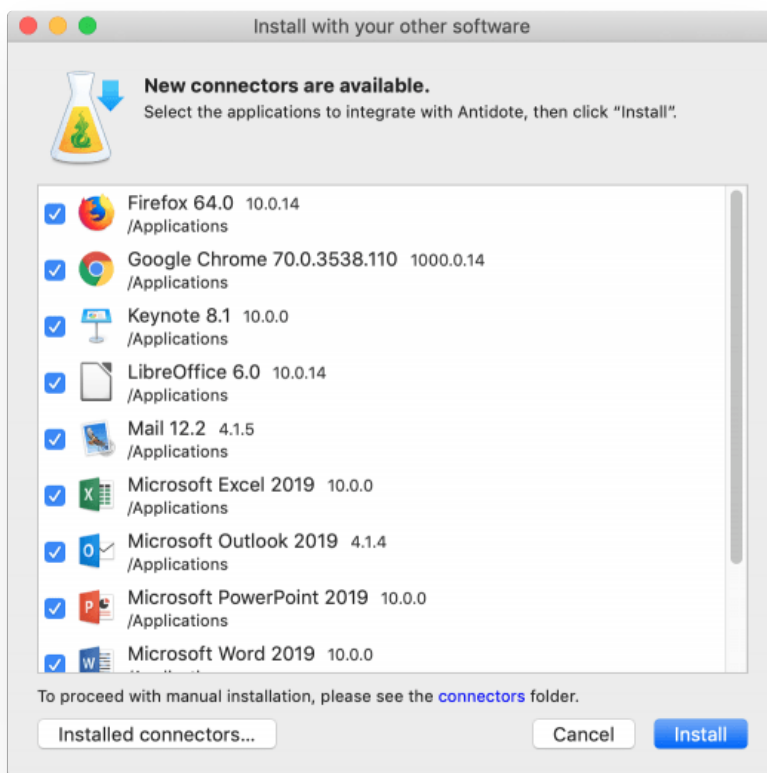 Install with your other software
New connectors are available.
Select the applications to integrate with Antidote, then click “Install”.
Firefox 64.0 10.0.14
/Applications
Google Chrome 70.0.3538.110 1000.0.14
/Applications
Keynote 8.1 10.0.0
/Applications
LibreOffice 6.0 10.0.14
/Applications
Mail 12.2 4.1.5
/Applications
Microsoft Excel 2019 10.0.0
/Applications
Microsoft Outlook 2019 4.1.4
/Applications
Microsoft PowerPoint 2019 10.0.0
/Applications
Microsoft Word 2019 10.0.0
To proceed with manual installation, please see the connectors folder.
Installed connectors... Cancel Install